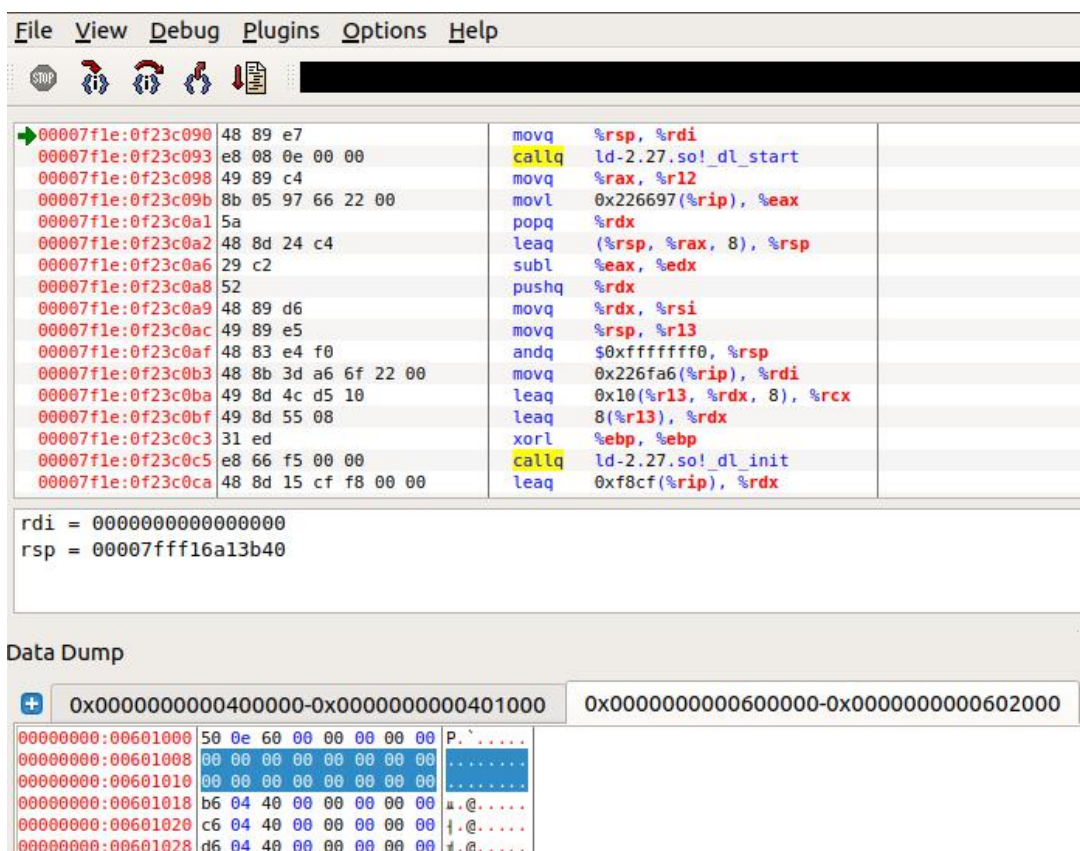 File View Debug Plugins Options Help
STOP
00007f1e:0f23c090 48 89 e7 movq %rsp, %rdi
00007f1e:0f23c093 e8 08 0e 00 00 callq ld-2.27.so!_dl_start
00007f1e:0f23c098 49 89 c4 movq %rax, %r12
00007f1e:0f23c09b 8b 05 97 66 22 00 movl 0x226697(%rip), %eax
00007f1e:0f23c0a1 5a popq %rdx
00007f1e:0f23c0a2 48 8d 24 c4 leaq (%rsp, %rax, 8), %rsp
00007f1e:0f23c0a6 29 c2 subl %eax, %edx
00007f1e:0f23c0a8 52 pushq %rdx
00007f1e:0f23c0a9 48 89 d6 movq %rdx, %rsi
00007f1e:0f23c0ac 49 89 e5 movq %rsp, %r13
00007f1e:0f23c0af 48 83 e4 f0 andq $0xfffffff0, %rsp
00007f1e:0f23c0b3 48 8b 3d a6 6f 22 00 movq 0x226fa6(%rip), %rdi
00007f1e:0f23c0ba 49 8d 4c d5 10 leaq 0x10(%r13, %rdx, 8), %rcx
00007f1e:0f23c0bf 49 8d 55 08 leaq 8(%r13), %rdx
00007f1e:0f23c0c3 31 ed xorl %ebp, %ebp
00007f1e:0f23c0c5 e8 66 f5 00 00 callq ld-2.27.so!_dl_init
00007f1e:0f23c0ca 48 8d 15 cf f8 00 00 leaq 0xf8cf(%rip), %rdx
rdi = 0000000000000000
rsp = 00007fff16a13b40
Data Dump
0x0000000000400000-0x0000000000401000 0x0000000000600000-0x0000000000602000
00000000:00601000 50 0e 60 00 00 00 00 00 P.`.....
00000000:00601008 00 00 00 00 00 00 00 00 ........
00000000:00601010 00 00 00 00 00 00 00 00 ........
00000000:00601018 b6 04 40 00 00 00 00 00 .@.....
00000000:00601020 c6 04 40 00 00 00 00 00 .@.....
00000000:00601028 d6 04 40 00 00 00 00 00 .@.....